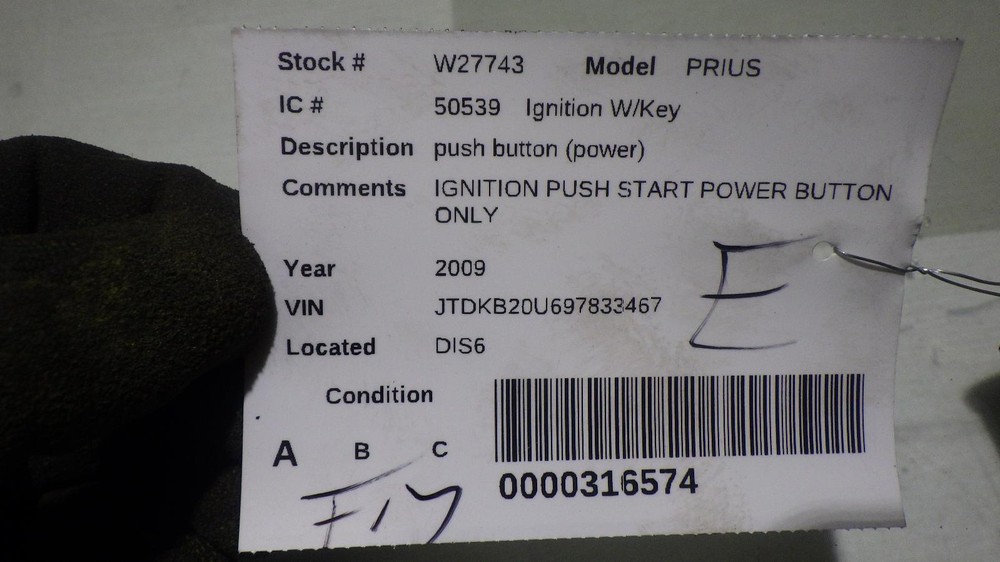 Stock # W27743 Model PRIUS
IC # 50539 Ignition W/Key
Description push button (power)
Comments IGNITION PUSH START POWER BUTTON
ONLY
Year 2009
VIN JTDKB20U697833467
Located DIS6
E
Condition
A B C
0000316574
F17